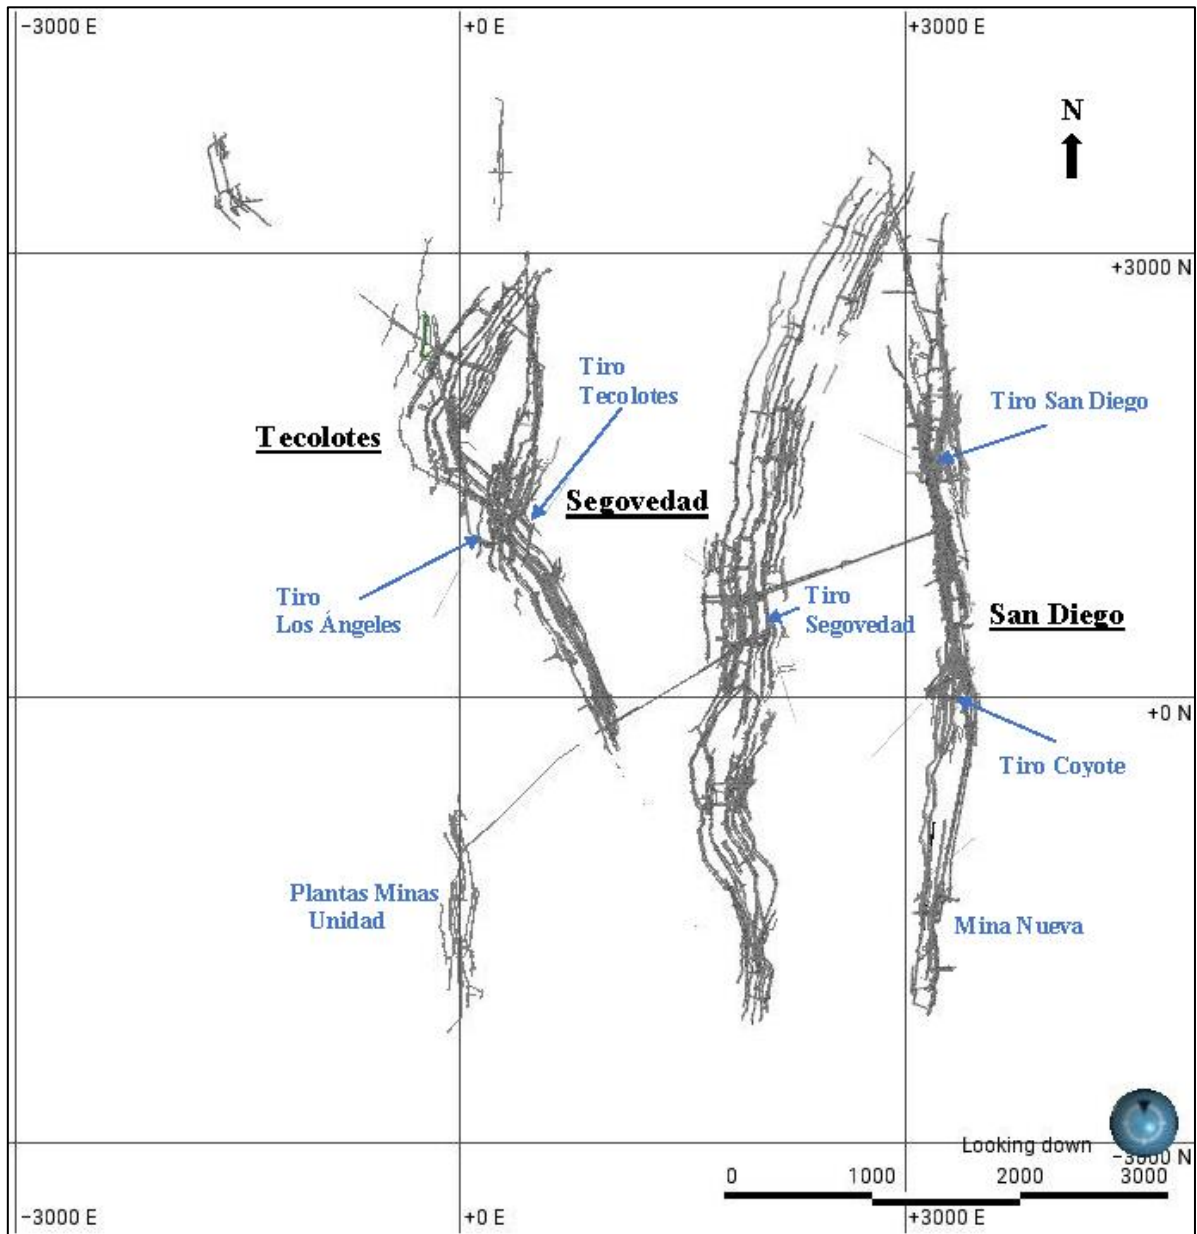 −3000 E
+0 E
+3000 E
N
+3000 N
Tiro
Tecolotes
Tiro San Diego
Tecolotes
Segovedad
Tiro
Los Ángeles
Tiro
Segovedad
San Diego
+0 N
Tiro Coyote
Plantas Minas
Unidad
Mina Nueva
Looking down
−3000 N
0
1000
2000
3000
−3000 E
+0 E
+3000 E